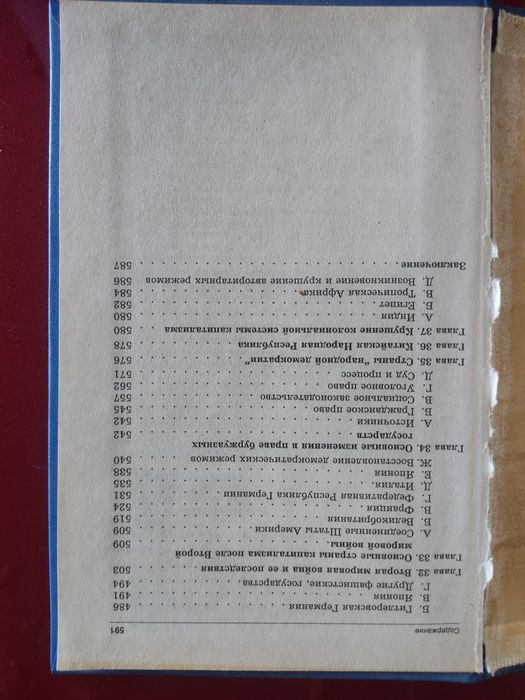 Содержание 591
Б. Гитлеровская Германия . . . . . . . . . . . . . . . 486
В. Япония . . . . . . . . . . . . . . . . . . . . . 491
Г. Другие фашистские, государства . . . . . . . . . . . 494
Глава 32. Вторая мировая война и ее последствия . . . . . . 503
Глава 33. Основные страны капитализма после Второй
мировой войны . . . . . . . . . . . . . . . . . . . 509
А. Соединенные Штаты Америки . . . . . . . . . . . . 509
Б. Великобритания . . . . . . . . . . . . . . . . . . 519
В. Франция . . . . . . . . . . . . . . . . . . . . . 524
Г. Федеративная Республика Германии . . . . . . . . . 531
Д. Италия . . . . . . . . . . . . . . . . . . . . . . 535
Е. Япония . . . . . . . . . . . . . . . . . . . . . . 538
Ж. Восстановление демократических режимов . . . . . . 540
Глава 34. Основные изменения в праве буржуазных
государств . . . . . . . . . . . . . . . . . . . . . 542
А. Источники . . . . . . . . . . . . . . . . . . . . 542
Б. Гражданское право . . . . . . . . . . . . . . . . 545
В. Социальное законодательство . . . . . . . . . . . . 557
Г. Уголовное право . . . . . . . . . . . . . . . . . . 562
Д. Суд и процесс . . . . . . . . . . . . . . . . . . . 571
Глава 35. Страны "народной демократии" . . . . . . . . . . 576
Глава 36. Китайская Народная Республика . . . . . . . . . 578
Глава 37. Крушение колониальной системы капитализма . . . 580
А. Индия . . . . . . . . . . . . . . . . . . . . . . 580
Б. Египет . . . . . . . . . . . . . . . . . . . . . . 582
В. Тропическая Африка . . . . . . . . . . . . . . . . 584
Д. Возникновение и крушение авторитарных режимов 586
Заключение . . . . . . . . . . . . . . . . . . . . . . . 587